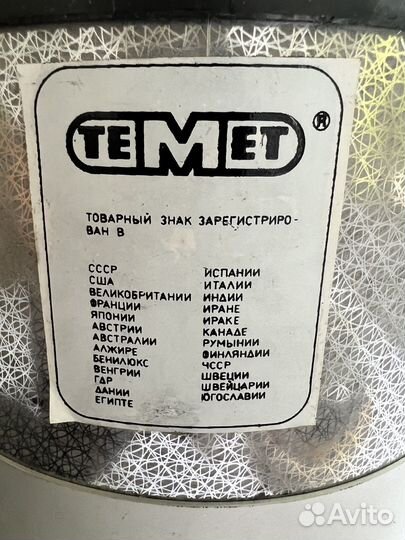 TEMET ®
ТОВАРНЫЙ ЗНАК ЗАРЕГИСТРИРО-
ВАН В
СССР
США
ВЕЛИКОБРИТАНИИ
ФРАНЦИИ
ЯПОНИИ
АВСТРИИ
АВСТРАЛИИ
АЛЖИРЕ
БЕНИЛЮКС
ВЕНГРИИ
ГДР
ДАНИИ
ЕГИПТЕ
ИСПАНИИ
ИТАЛИИ
ИНДИИ
ИРАНЕ
ИРАКЕ
КАНАДЕ
РУМЫНИИ
ФИНЛЯНДИИ
ЧССР
ШВЕЦИИ
ШВЕЙЦАРИИ
ЮГОСЛАВИИ
Avito